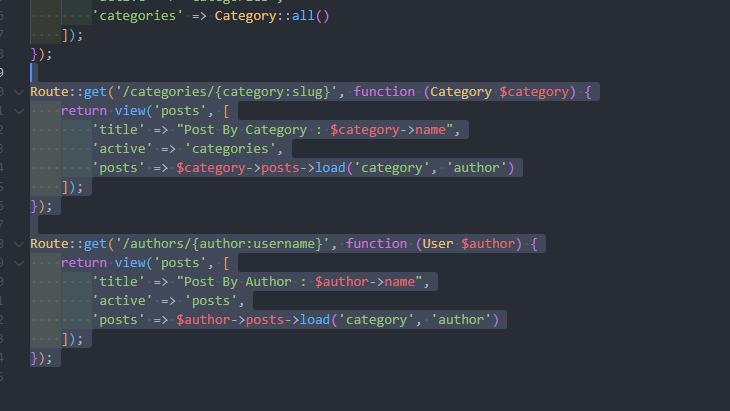 'categories' => Category::all()
]);
});
Route::get('/categories/{category:slug}', function (Category $category) {
return view('posts', [
'title' => "Post By Category : $category->name",
'active' => 'categories',
'posts' => $category->posts->load('category', 'author')
]);
});
Route::get('/authors/{author:username}', function (User $author) {
return view('posts', [
'title' => "Post By Author : $author->name",
'active' => 'posts',
'posts' => $author->posts->load('category', 'author')
]);
});